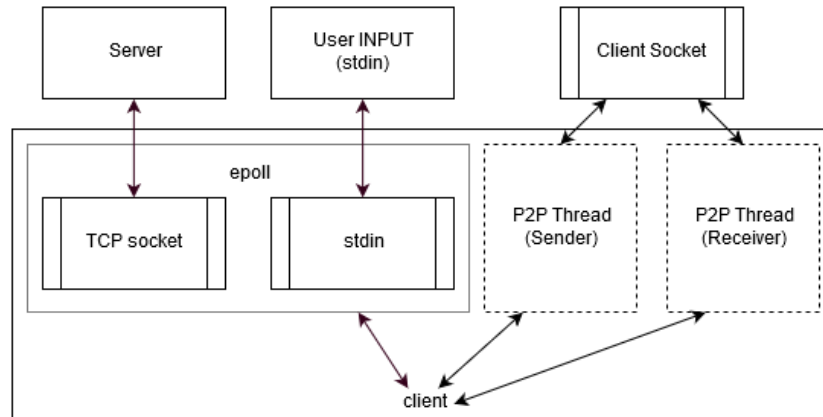 Server
User INPUT
(stdin)
Client Socket
epoll
TCP socket
stdin
P2P Thread
(Sender)
P2P Thread
(Receiver)
client